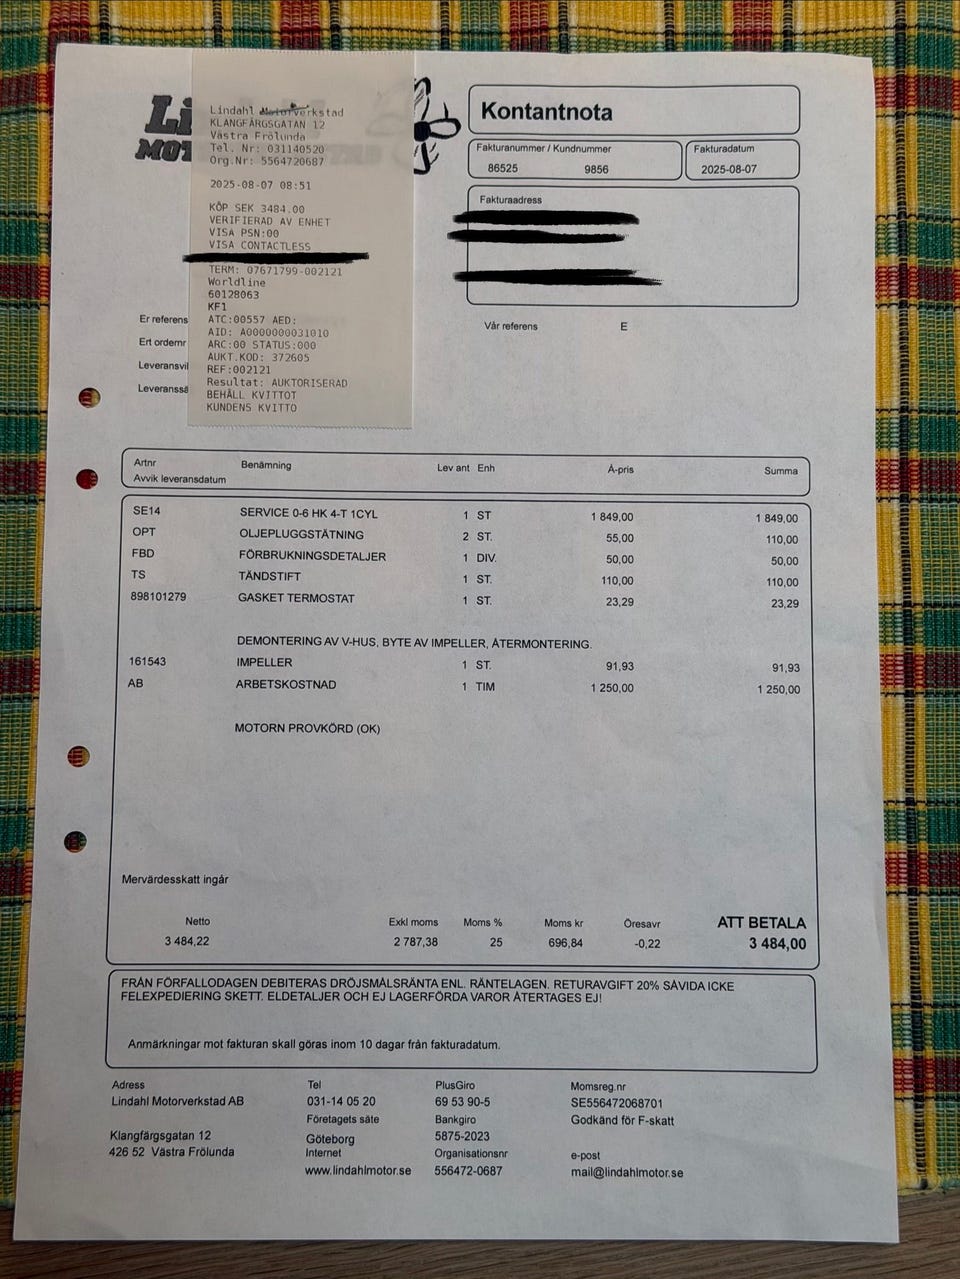 Li
MOT
Lindahl Motorverkstad
KLANGFÄRGSGATAN 12
Västra Frölunda
Tel. Nr: 031140520
Org.Nr: 5564720687
2025-08-07 08:51
KÖP SEK 3484.00
VERIFIERAD AV ENHET
VISA PSN:00
VISA CONTACTLESS
TERM: 07671799-002121
Worldline
60128063
KF1
ATC:00557 AED:
AID: A0000000031010
ARC:00 STATUS:000
AUKT.KOD: 372605
REF:002121
Resultat: AUKTORISERAD
BEHÅLL KVITTOT
KUNDENS KVITTO
Kontantnota
Fakturanummer / Kundnummer Fakturadatum
86525 9856 2025-08-07
Fakturaadress
Er referens
Vår referens E
Ert ordernr
Leveransvil
Leveranssä
Artnr Benämning Lev ant Enh Á-pris Summa
Avvik leveransdatum
SE14 SERVICE 0-6 HK 4-T 1CYL 1 ST 1 849,00 1 849,00
OPT OLJEPLUGGSTÄTNING 2 ST. 55,00 110,00
FBD FÖRBRUKNINGSDETALJER 1 DIV. 50,00 50,00
TS TÄNDSTIFT 1 ST. 110,00 110,00
898101279 GASKET TERMOSTAT 1 ST. 23,29 23,29
DEMONTERING AV V-HUS, BYTE AV IMPELLER, ÅTERMONTERING.
161543 IMPELLER 1 ST. 91,93 91,93
AB ARBETSKOSTNAD 1 TIM 1 250,00 1 250,00
MOTORN PROVKÖRD (OK)
Mervärdesskatt ingår
Netto Exkl moms Moms % Moms kr Öresavr ATT BETALA
3 484,22 2 787,38 25 696,84 -0,22 3 484,00
FRÅN FÖRFALLODAGEN DEBITERAS DRÖJSMÅLSRÄNTA ENL. RÄNTELAGEN. RETURAVGIFT 20% SÅVIDA ICKE
FELEXPEDIERING SKETT. ELDETALJER OCH EJ LAGERFÖRDA VAROR ÅTERTAGES EJ!
Anmärkningar mot fakturan skall göras inom 10 dagar från fakturadatum.
Adress Tel PlusGiro Momsreg.nr
Lindahl Motorverkstad AB 031-14 05 20 69 53 90-5 SE556472068701
Företagets säte Bankgiro Godkänd för F-skatt
Klangfärgsgatan 12 Göteborg 5875-2023
426 52 Västra Frölunda Internet Organisationsnr e-post
www.lindahlmotor.se 556472-0687 mail@lindahlmotor.se